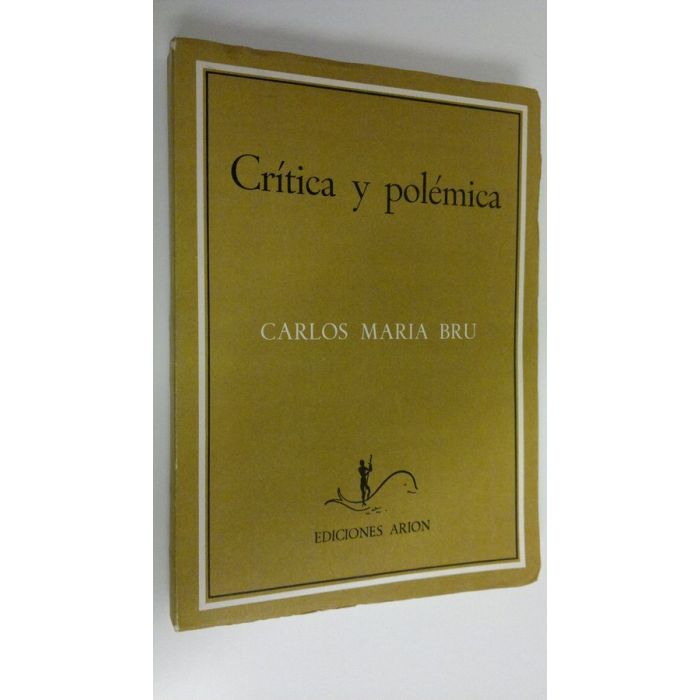 Crítica y polémica
CARLOS MARIA BRU
EDICIONES ARION